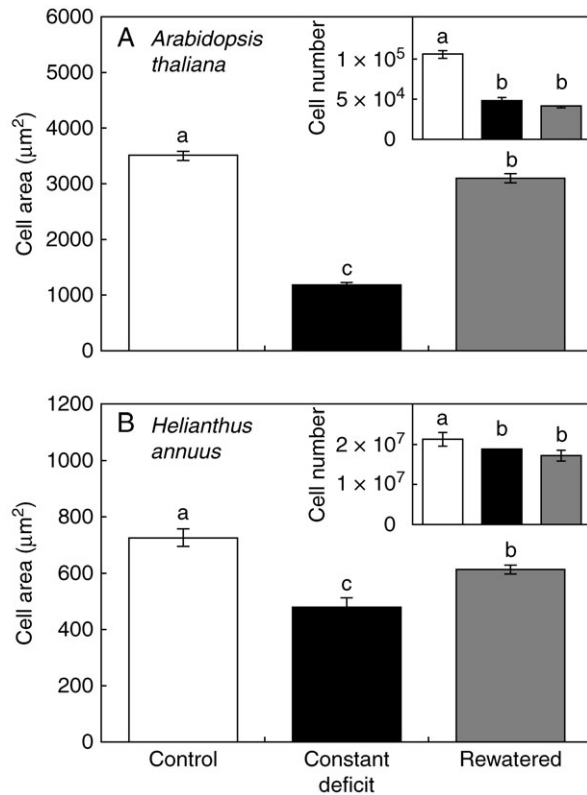 A Arabidopsis
thaliana
Cell area (μm²)
6000
5000
4000
3000
2000
1000
0
a
c
b
Cell number
1 × 10⁵
5 × 10⁴
0
a
b
b
B Helianthus
annuus
Cell area (μm²)
1200
1000
800
600
400
200
0
a
c
b
Cell number
2 × 10⁷
1 × 10⁷
0
a
b
b
Control
Constant
deficit
Rewatered